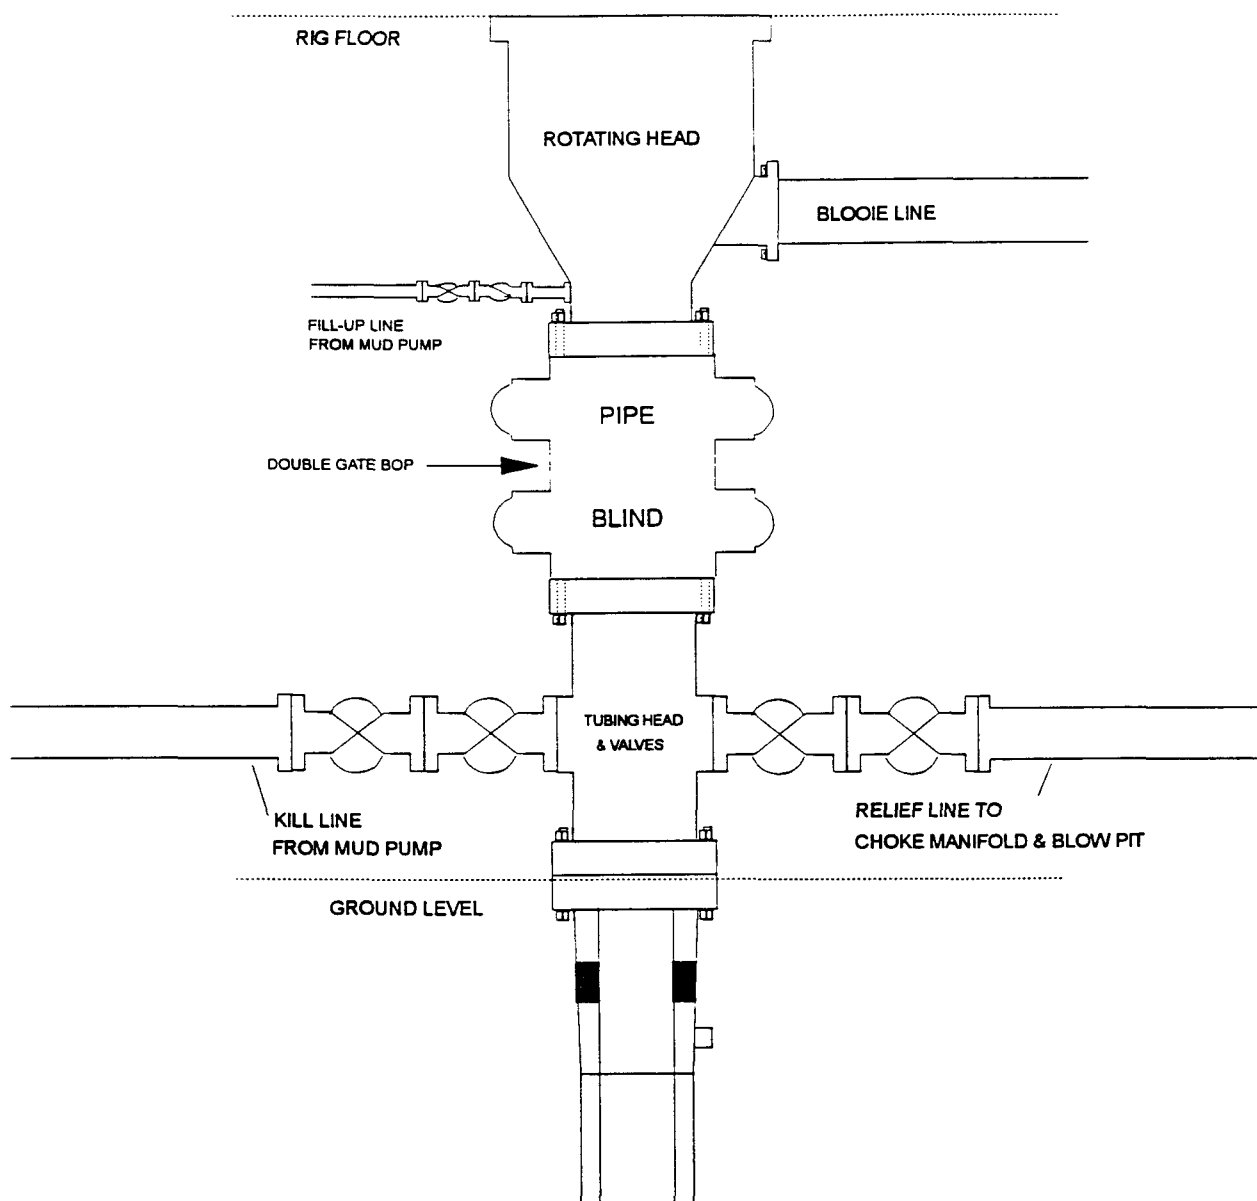 RIG FLOOR
ROTATING HEAD
BLOOIE LINE
FILL-UP LINE
FROM MUD PUMP
PIPE
DOUBLE GATE BOP
BLIND
TUBING HEAD
& VALVES
KILL LINE
FROM MUD PUMP
RELIEF LINE TO
CHOKE MANIFOLD & BLOW PIT
GROUND LEVEL